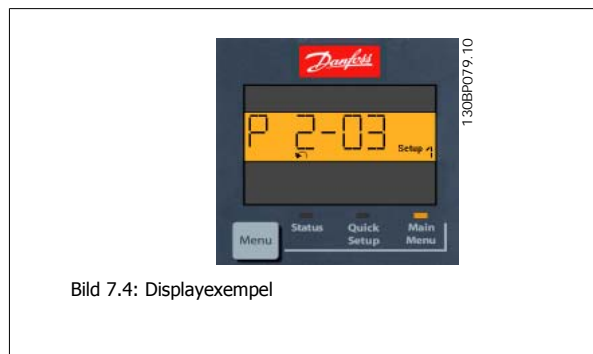 Danfoss
130BP079.10
P 2-03
Setup 1
Menu
Status
Quick Setup
Main Menu
Bild 7.4: Displayexempel